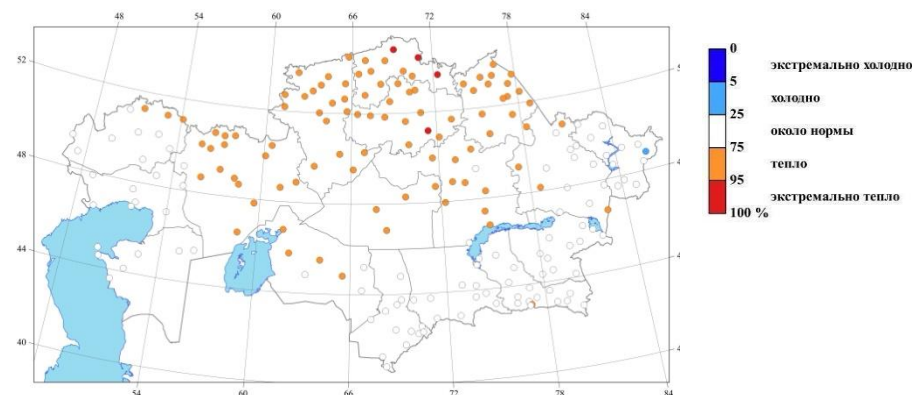 48 54 60 66 72 78 84
52
48
44
40
54 60 66 72 78 84
0
экстремально холодно
5
холодно
25
около нормы
75
тепло
95
экстремально тепло
100 %